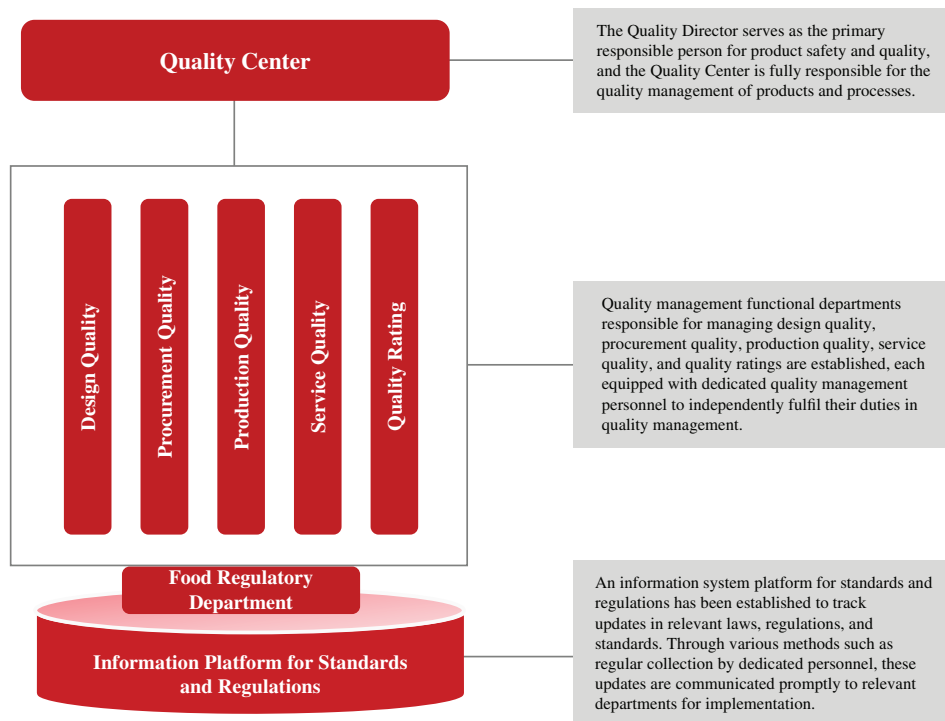 Quality Center
The Quality Director serves as the primary
responsible person for product safety and quality,
and the Quality Center is fully responsible for the
quality management of products and processes.
Design Quality
Procurement Quality
Production Quality
Service Quality
Quality Rating
Quality management functional departments
responsible for managing design quality,
procurement quality, production quality, service
quality, and quality ratings are established, each
equipped with dedicated quality management
personnel to independently fulfil their duties in
quality management.
Food Regulatory
Department
Information Platform for Standards
and Regulations
An information system platform for standards and
regulations has been established to track
updates in relevant laws, regulations, and
standards. Through various methods such as
regular collection by dedicated personnel, these
updates are communicated promptly to relevant
departments for implementation.